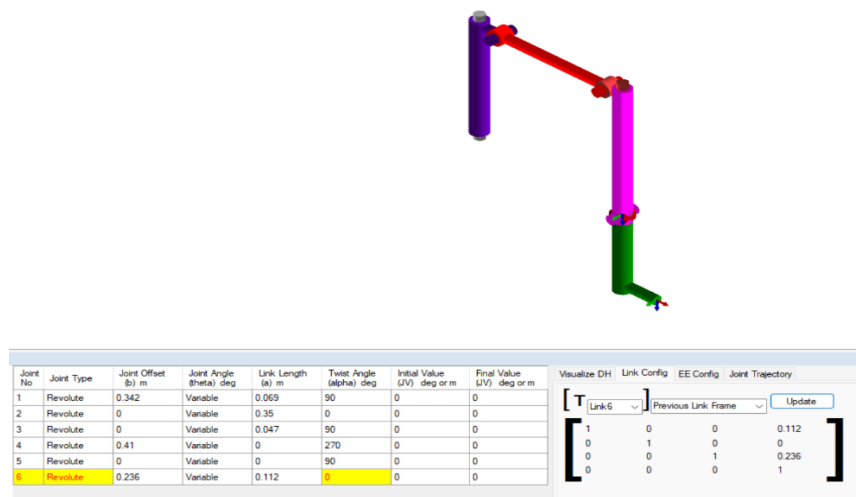 Joint No Joint Type Joint Offset (b) m Joint Angle (theta) deg Link Length (a) m Twist Angle (alpha) deg Initial Value (JV) deg or m Final Value (JV) deg or m
1 Revolute 0.342 Variable 0.069 90 0 0
2 Revolute 0 Variable 0.35 0 0 0
3 Revolute 0 Variable 0.047 90 0 0
4 Revolute 0.41 Variable 0 270 0 0
5 Revolute 0 Variable 0 90 0 0
6 Revolute 0.236 Variable 0.112 0 0 0
Visualize DH Link Config EE Config Joint Trajectory
[ T Link6 ] Previous Link Frame Update
1 0 0 0.112
0 1 0 0
0 0 1 0.236
0 0 0 1